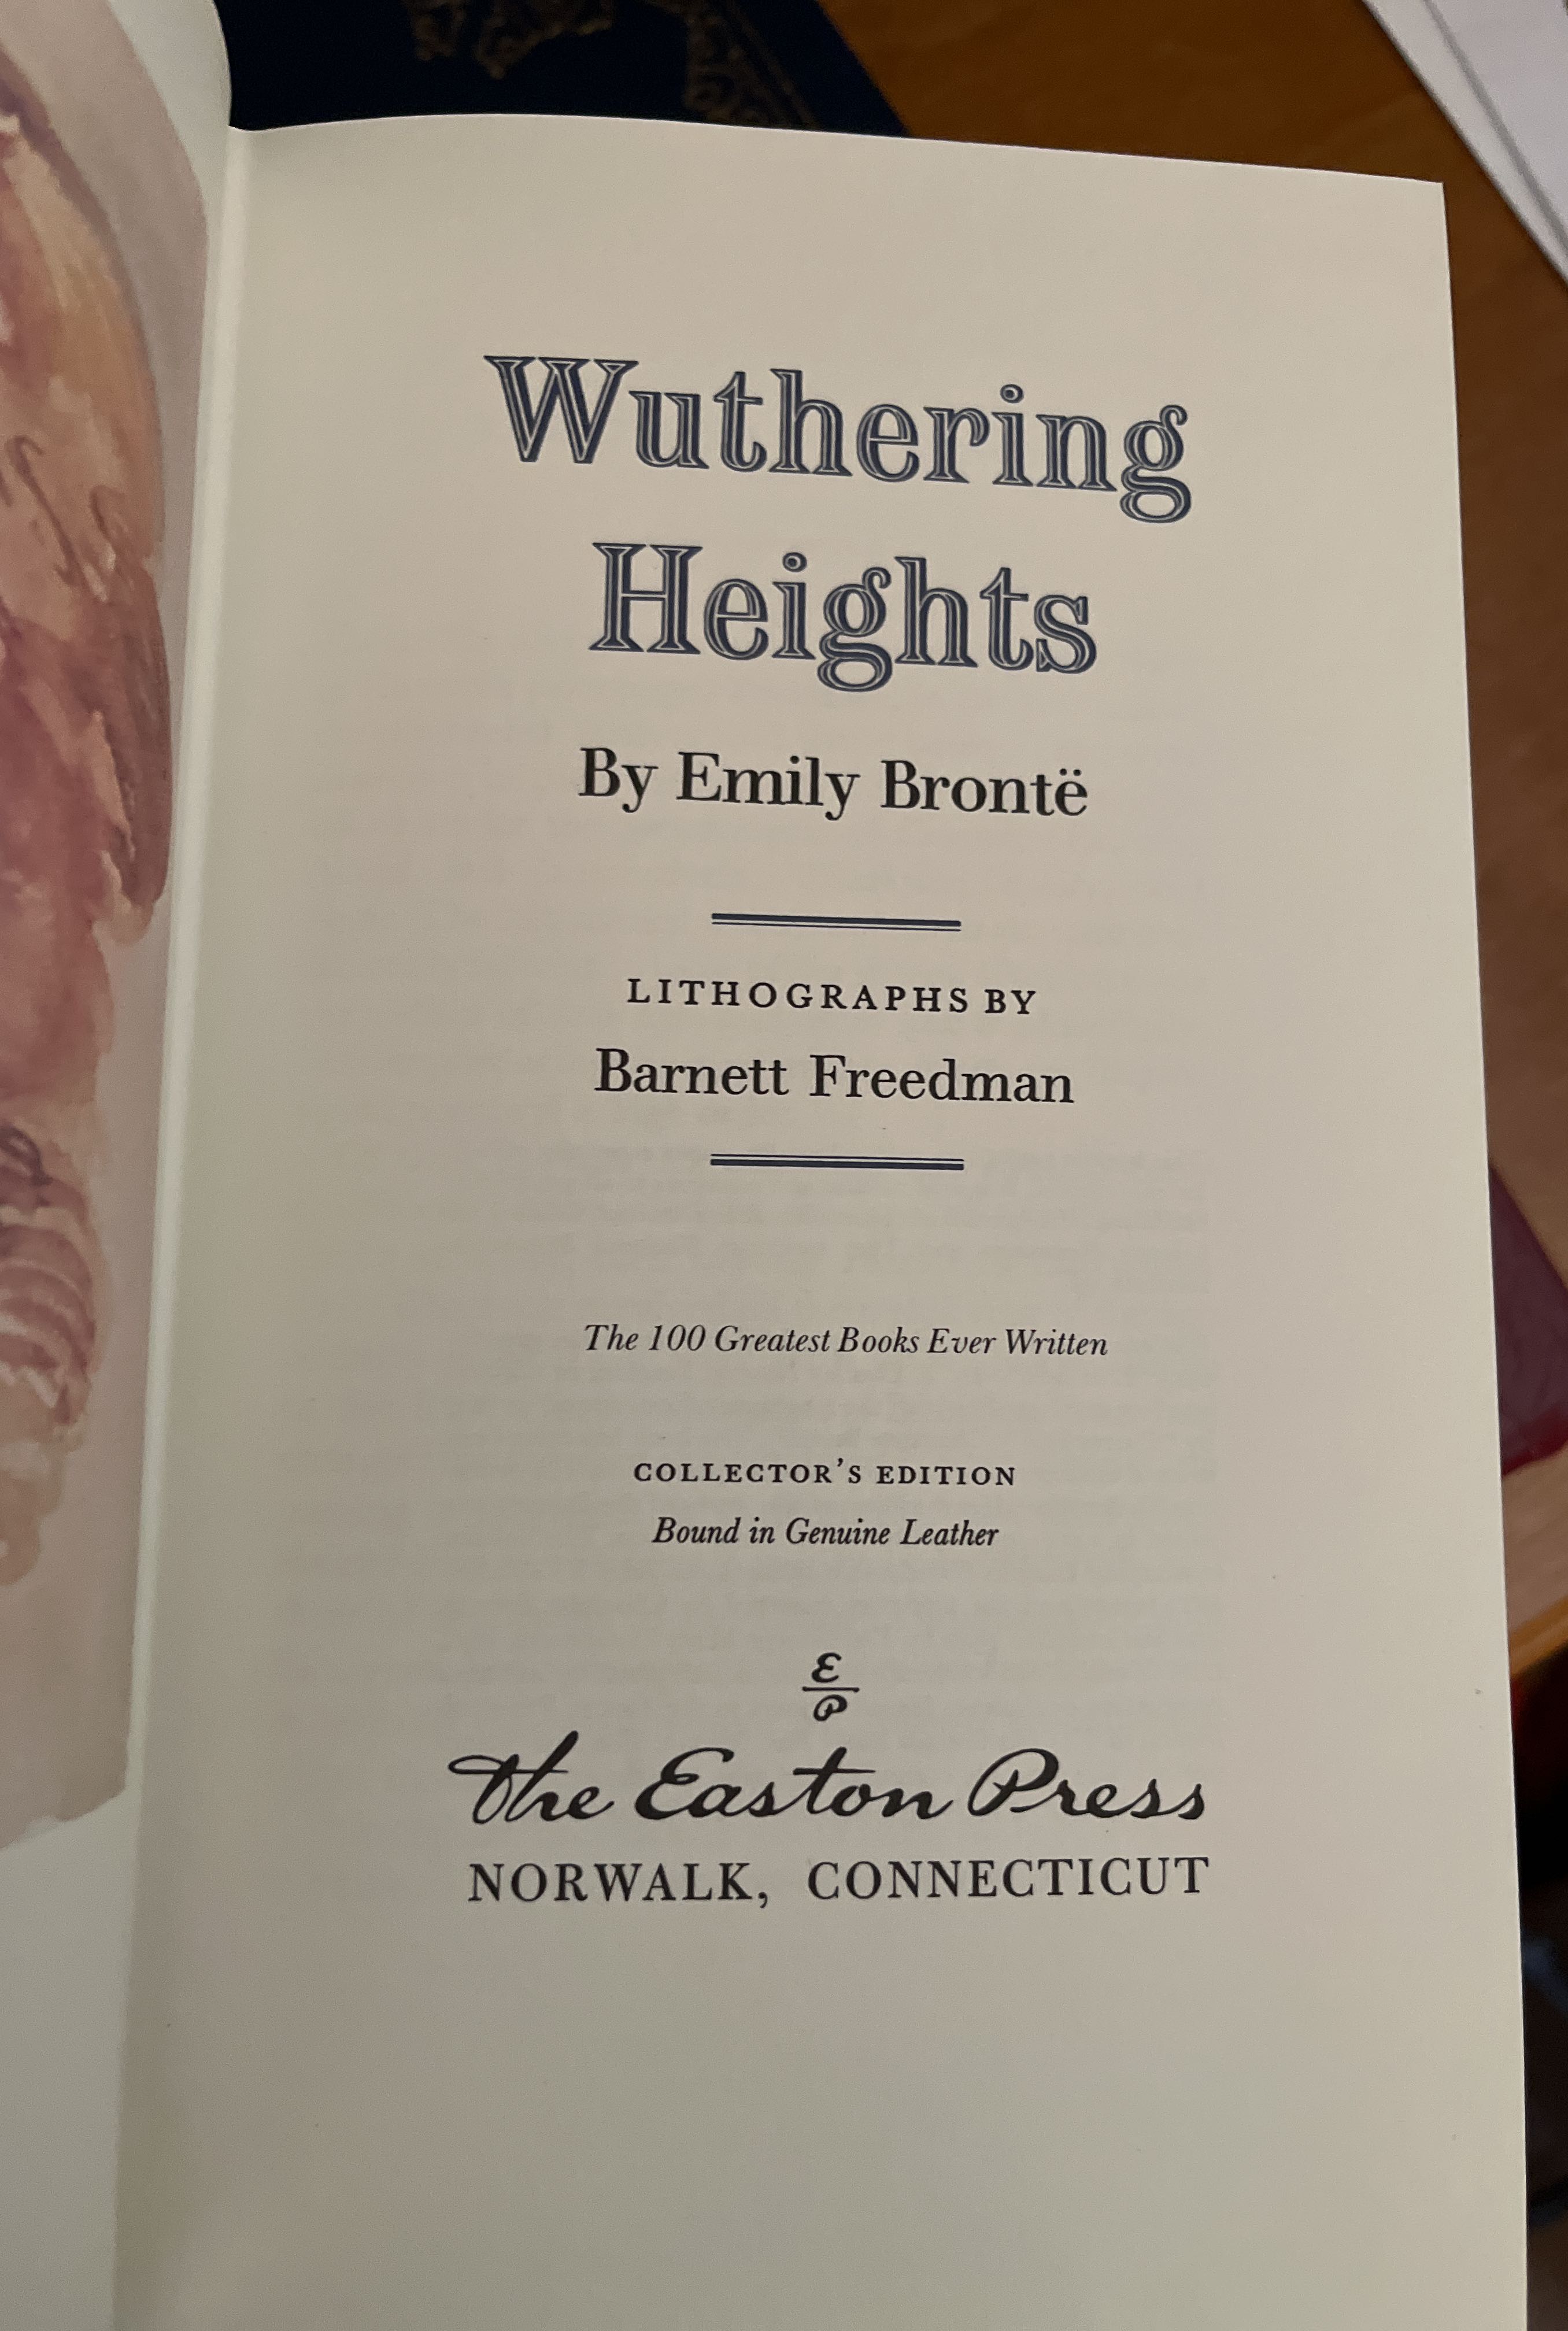 Wuthering
Heights
By Emily Brontë
LITHOGRAPHS BY
Barnett Freedman
The 100 Greatest Books Ever Written
COLLECTOR'S EDITION
Bound in Genuine Leather
E
P
The Easton Press
NORWALK, CONNECTICUT